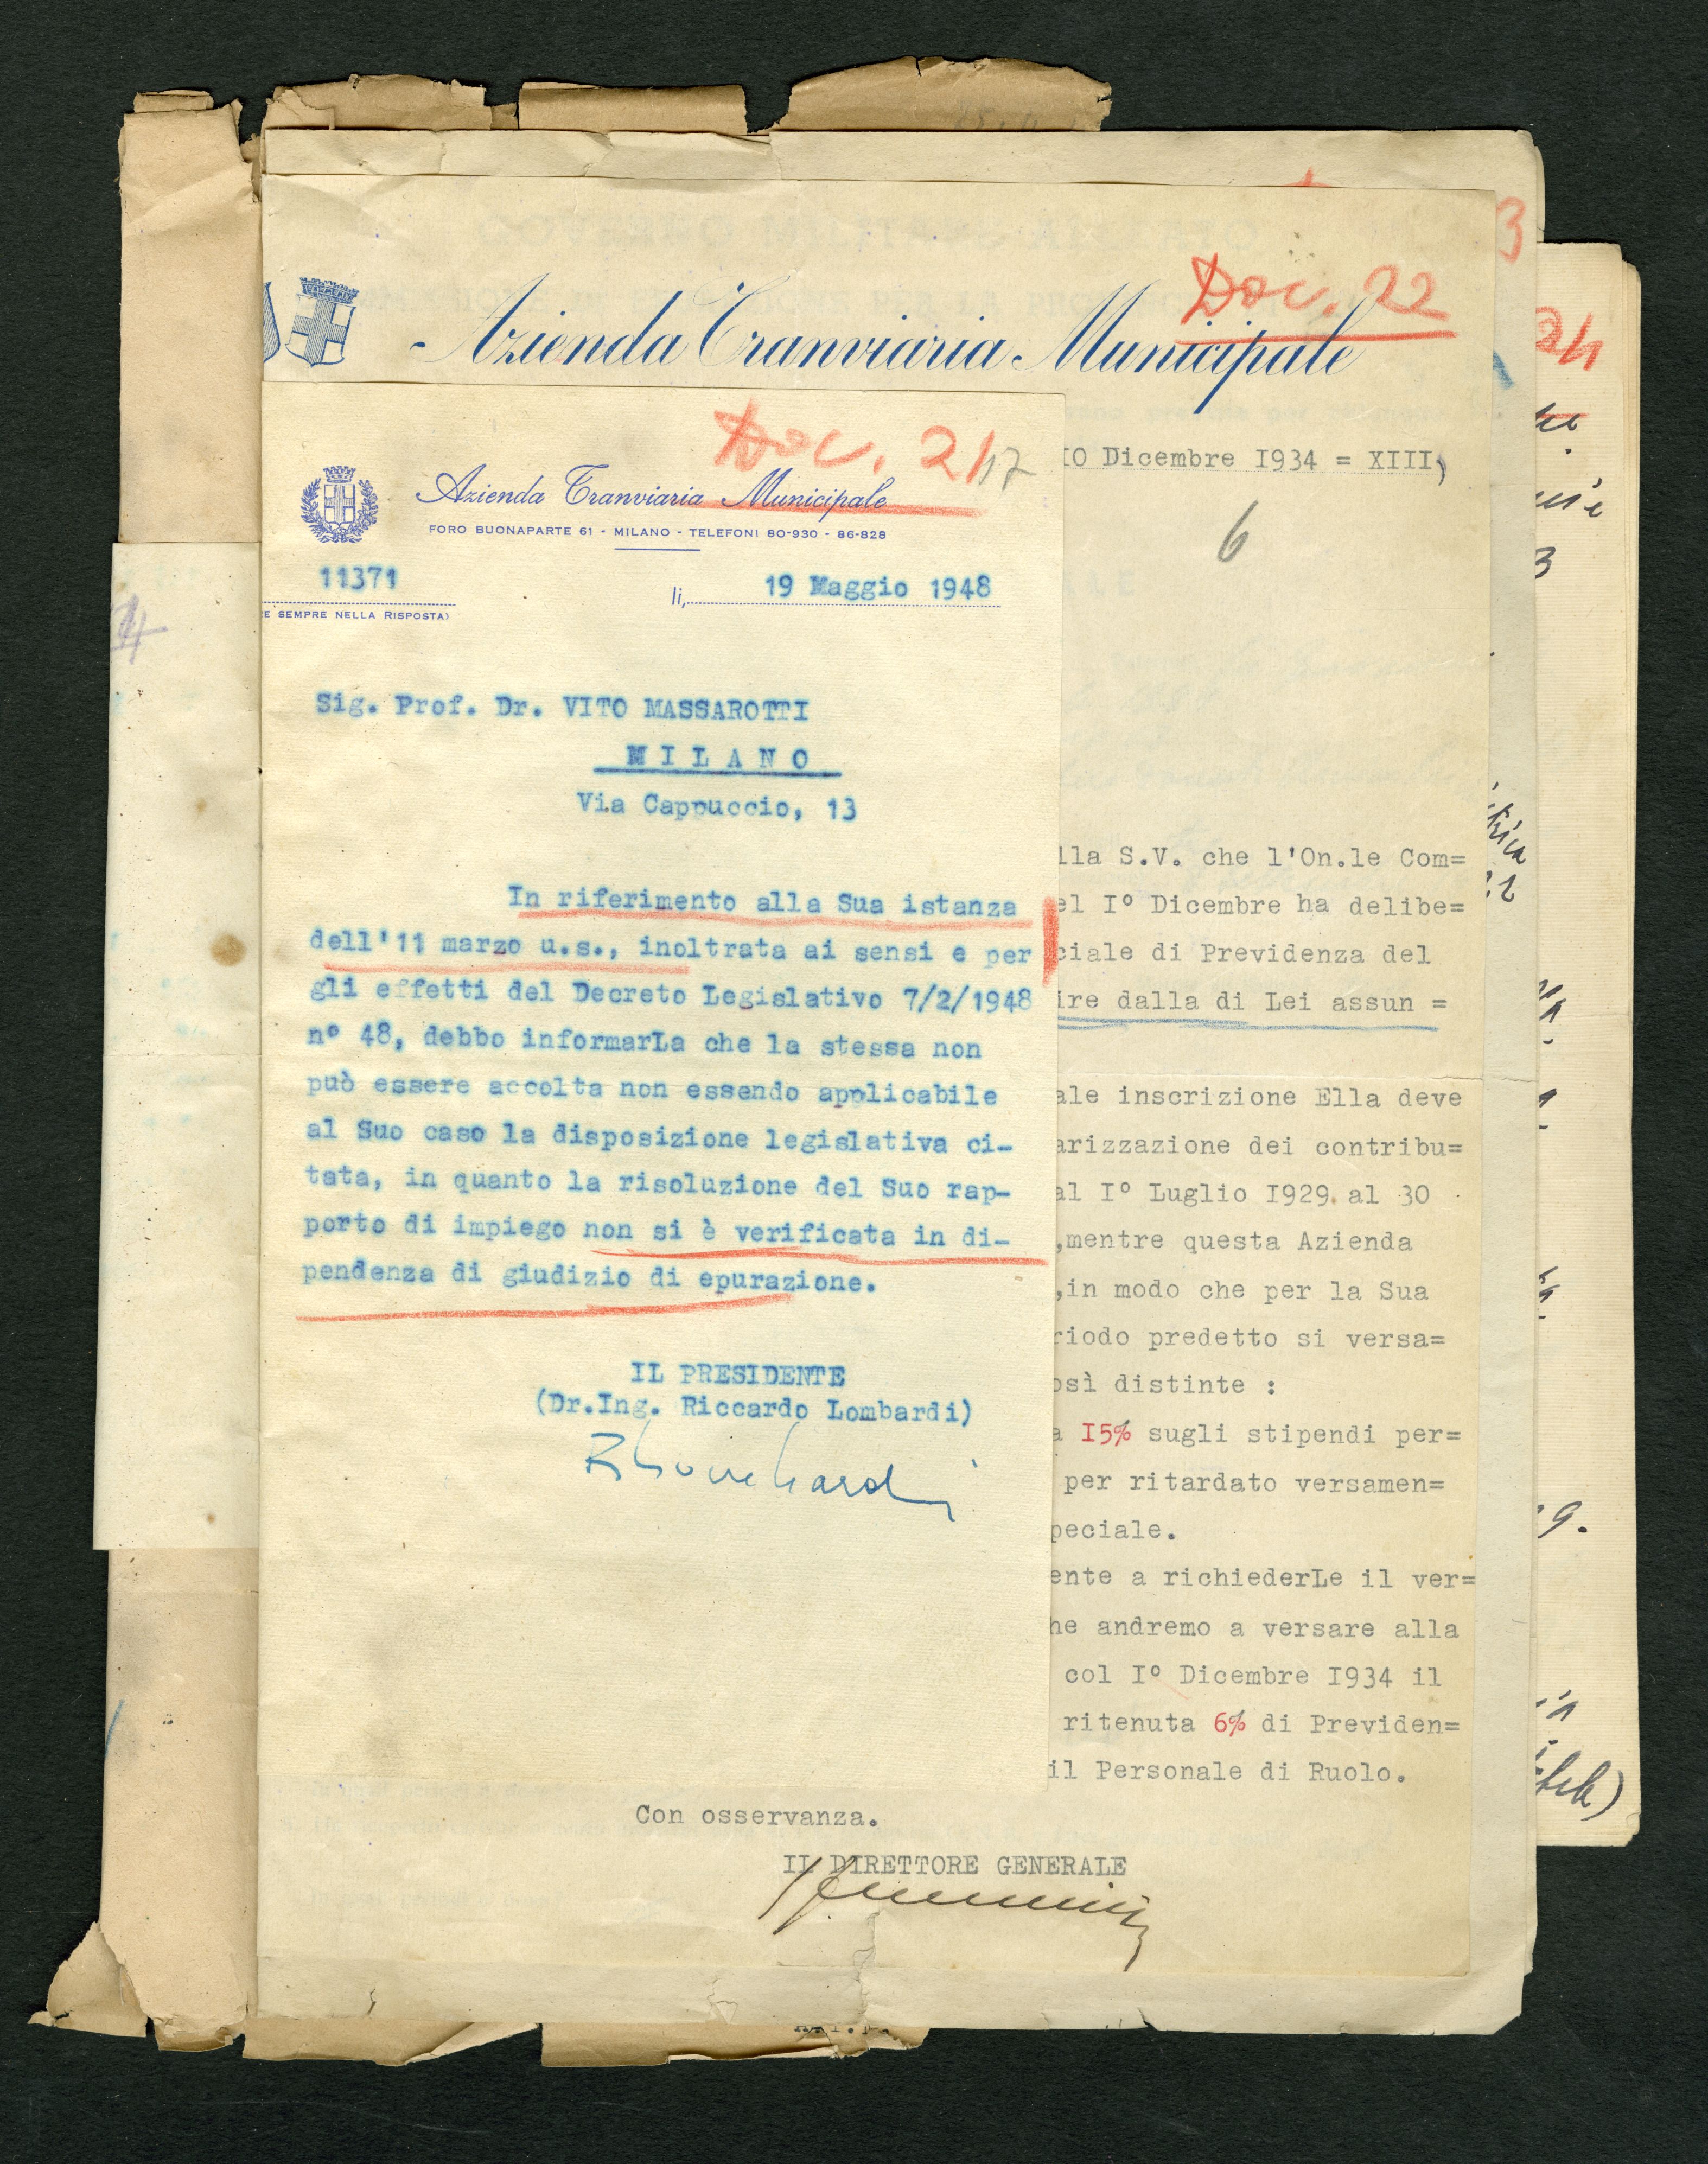 Doc. 22
Azienda Tranviaria Municipale
IO Dicembre I934 = XIII,
6
Doc. 21
17
Azienda Tranviaria Municipale
FORO BUONAPARTE 61 - MILANO - TELEFONI 80-930 - 86-828
11371
li, 19 Maggio 1948
E SEMPRE NELLA RISPOSTA)
Sig. Prof. Dr. VITO MASSAROTTI
MILANO
Via Cappuccio, 13
In riferimento alla Sua istanza
dell'11 marzo u.s., inoltrata ai sensi e per
gli effetti del Decreto Legislativo 7/2/1948
n° 48, debbo informarLa che la stessa non
può essere accolta non essendo applicabile
al Suo caso la disposizione legislativa ci-
tata, in quanto la risoluzione del Suo rap-
porto di impiego non si è verificata in di-
pendenza di giudizio di epurazione.
IL PRESIDENTE
(Dr.Ing. Riccardo Lombardi)
RLombardi
lla S.V. che l'On.le Com=
el I° Dicembre ha delibe=
ciale di Previdenza del
ire dalla di Lei assun =
ale inscrizione Ella deve
arizzazione dei contribu=
al I° Luglio I929. al 30
,mentre questa Azienda
,in modo che per la Sua
riodo predetto si versa=
osì distinte :
a I5% sugli stipendi per=
per ritardato versamen=
peciale.
ente a richiederLe il ver=
he andremo a versare alla
col I° Dicembre I934 il
ritenuta 6% di Previden=
il Personale di Ruolo.
Con osservanza.
IL DIRETTORE GENERALE
3